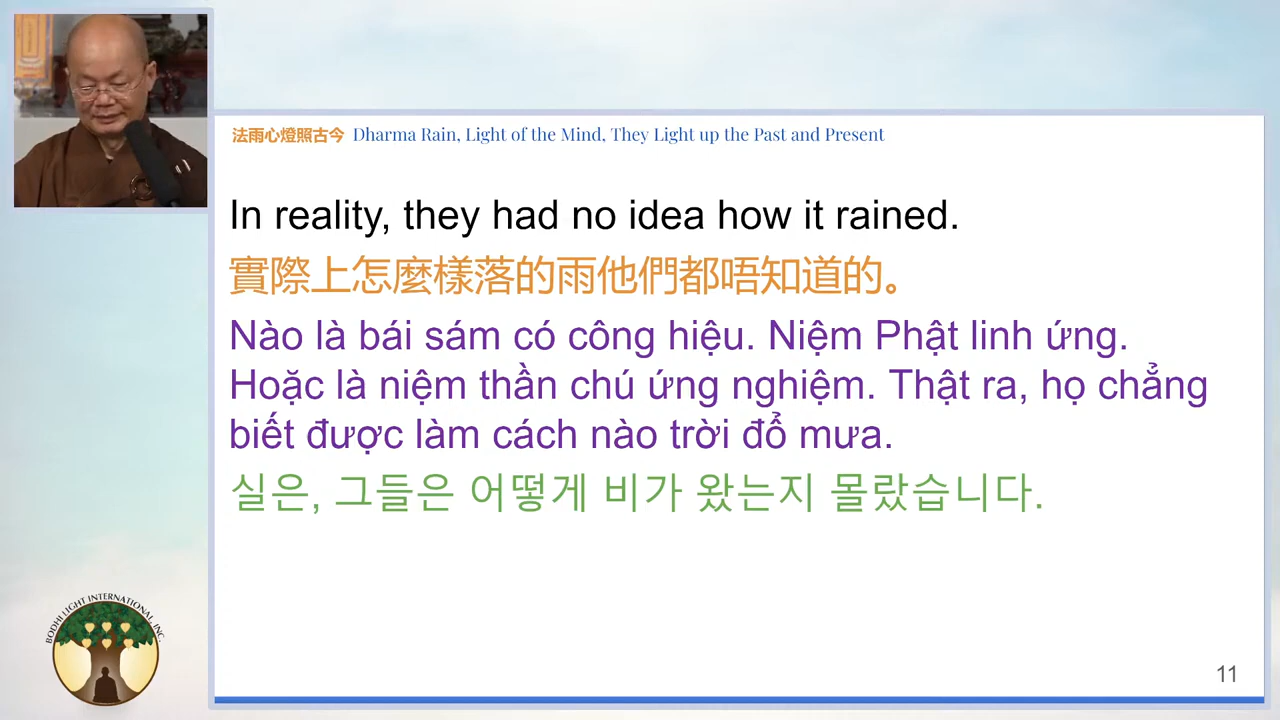 法雨心燈照古今 Dharma Rain, Light of the Mind, They Light up the Past and Present
In reality, they had no idea how it rained.
實際上怎麼樣落的雨他們都唔知道的。
Nào là bái sám có công hiệu. Niệm Phật linh ứng.
Hoặc là niệm thần chú ứng nghiệm. Thật ra, họ chẳng
biết được làm cách nào trời đổ mưa.
실은, 그들은 어떻게 비가 왔는지 몰랐습니다.
BODHI LIGHT INTERNATIONAL, INC.
11